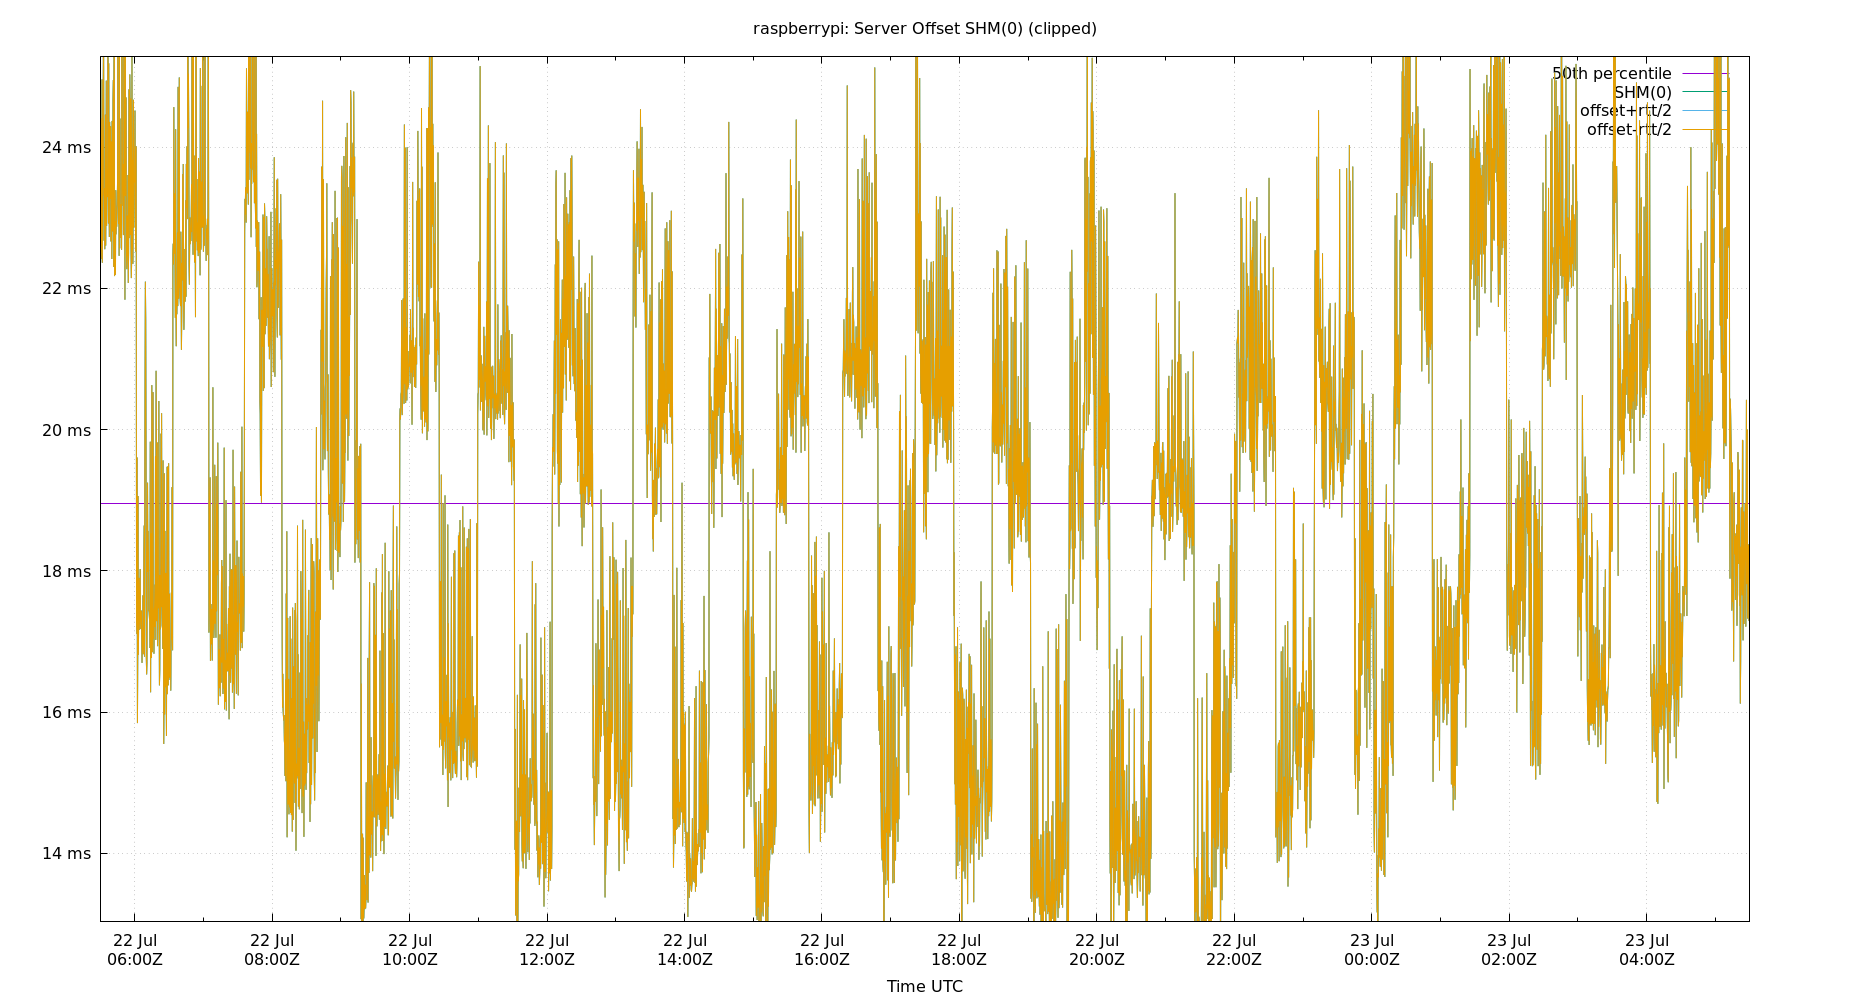 raspberrypi: Server Offset SHM(0) (clipped)
50th percentile
SHM(0)
offset+rtt/2
offset-rtt/2
24 ms
22 ms
20 ms
18 ms
16 ms
14 ms
22 Jul 22 Jul 22 Jul 22 Jul 22 Jul 22 Jul 22 Jul 22 Jul 22 Jul 23 Jul 23 Jul 23 Jul
06:00Z 08:00Z 10:00Z 12:00Z 14:00Z 16:00Z 18:00Z 20:00Z 22:00Z 00:00Z 02:00Z 04:00Z
Time UTC